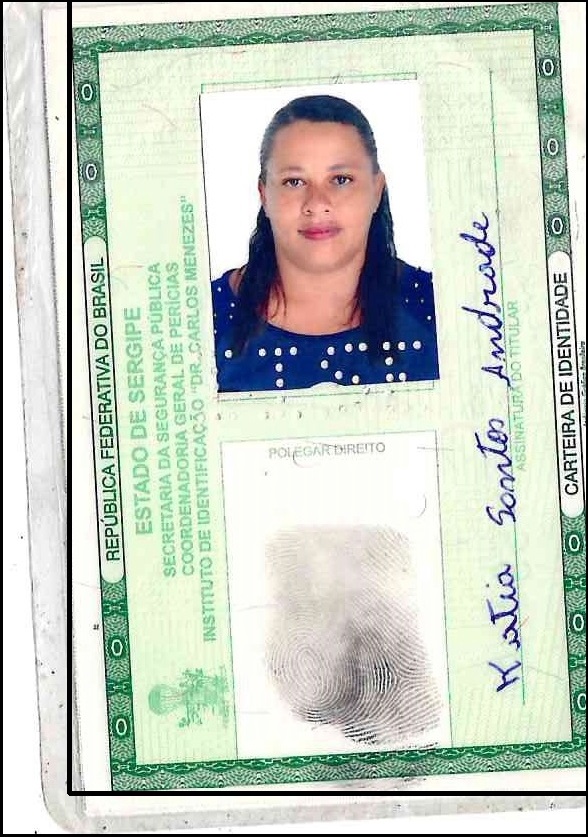 REPÚBLICA FEDERATIVA DO BRASIL
ESTADO DE SERGIPE
SECRETARIA DA SEGURANÇA PÚBLICA
COORDENADORIA GERAL DE PERÍCIAS
INSTITUTO DE IDENTIFICAÇÃO "DR. CARLOS MENEZES"
POLEGAR DIREITO
Katia Santos Andrade
ASSINATURA DO TITULAR
CARTEIRA DE IDENTIDADE